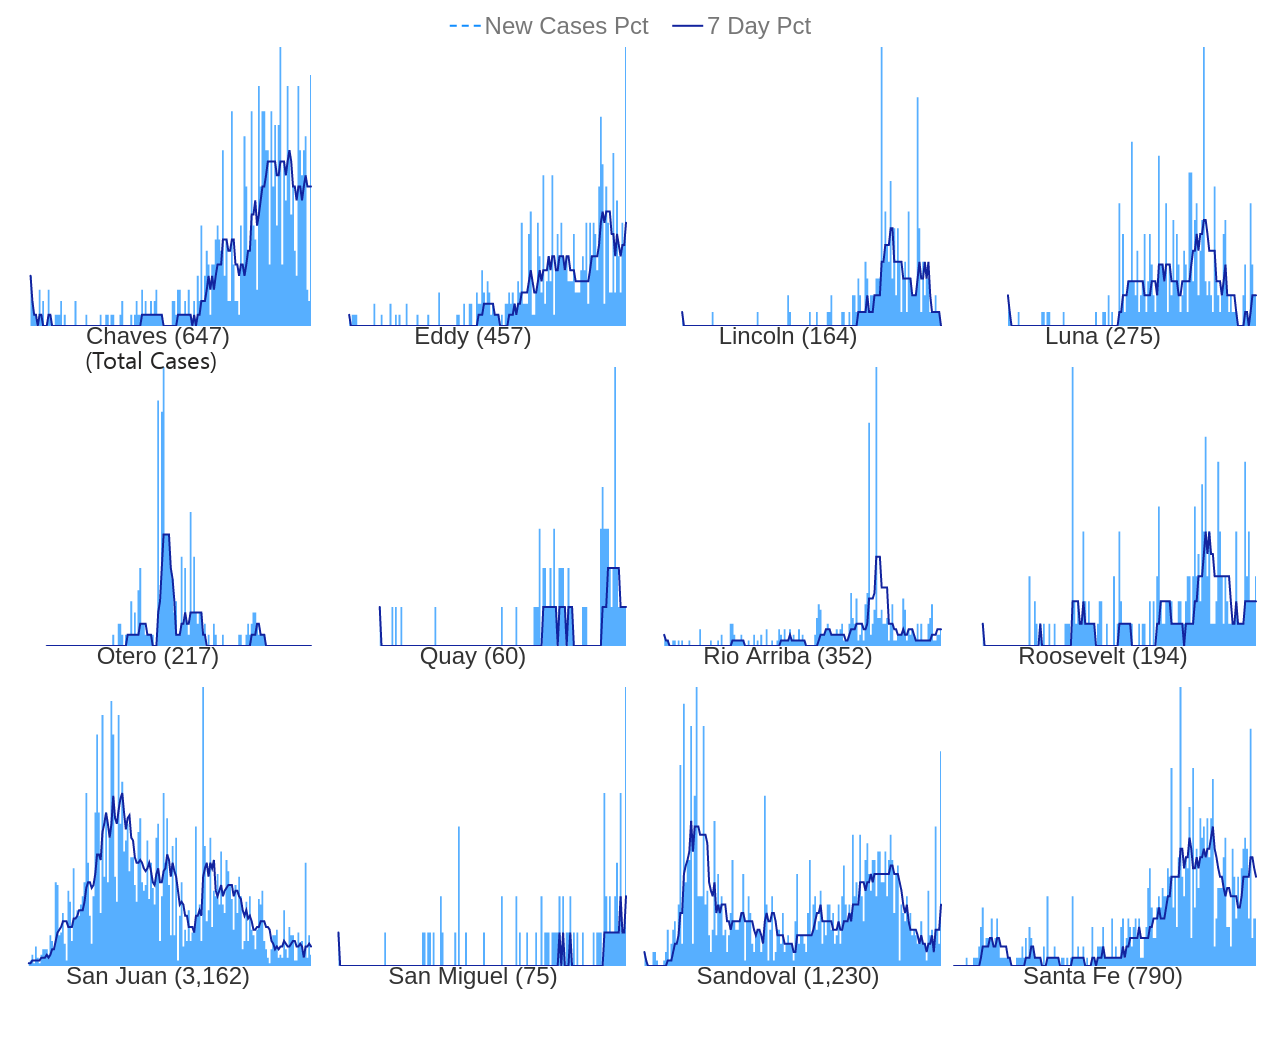 New Cases Pct 7 Day Pct
Chaves (647) Eddy (457) Lincoln (164) Luna (275)
(Total Cases)
Otero (217) Quay (60) Rio Arriba (352) Roosevelt (194)
San Juan (3,162) San Miguel (75) Sandoval (1,230) Santa Fe (790)